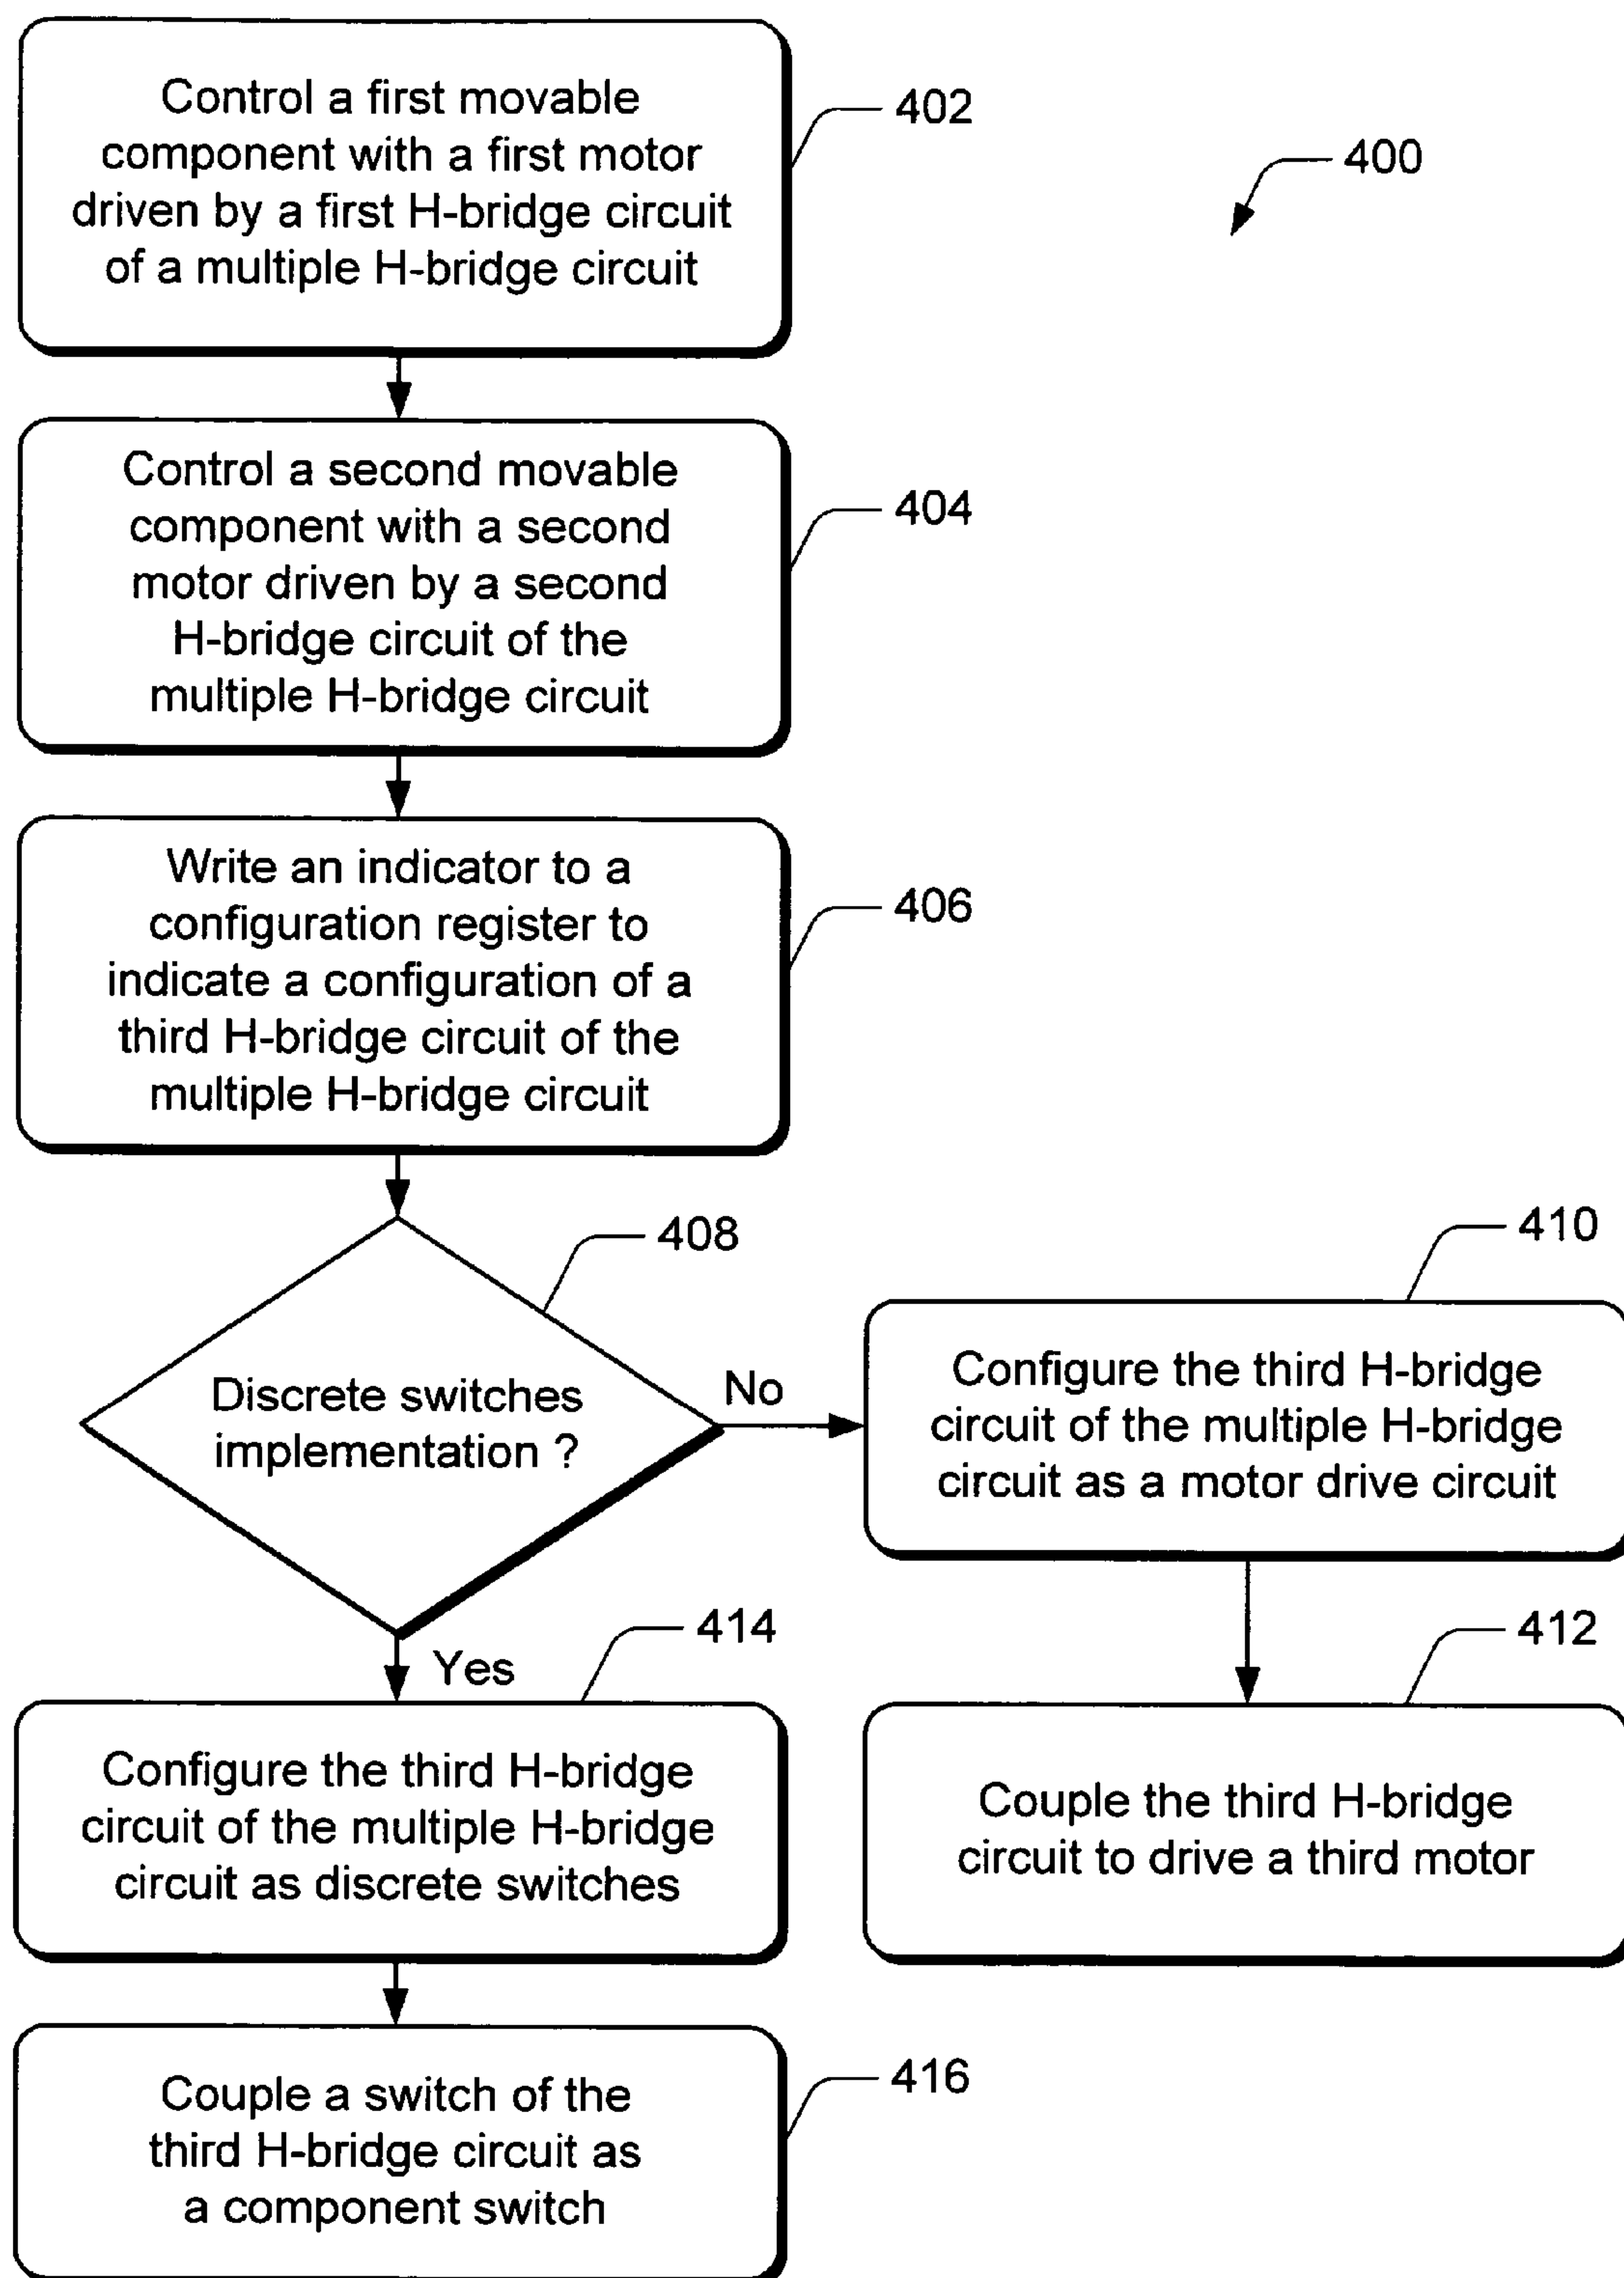 Control a first movable
component with a first motor
driven by a first H-bridge circuit
of a multiple H-bridge circuit
402
400
Control a second movable
component with a second
motor driven by a second
H-bridge circuit of the
multiple H-bridge circuit
404
Write an indicator to a
configuration register to
indicate a configuration of a
third H-bridge circuit of the
multiple H-bridge circuit
406
408
Discrete switches
implementation ?
No
Yes
410
Configure the third H-bridge
circuit of the multiple H-bridge
circuit as a motor drive circuit
412
Couple the third H-bridge
circuit to drive a third motor
414
Configure the third H-bridge
circuit of the multiple H-bridge
circuit as discrete switches
Couple a switch of the
third H-bridge circuit as
a component switch
416